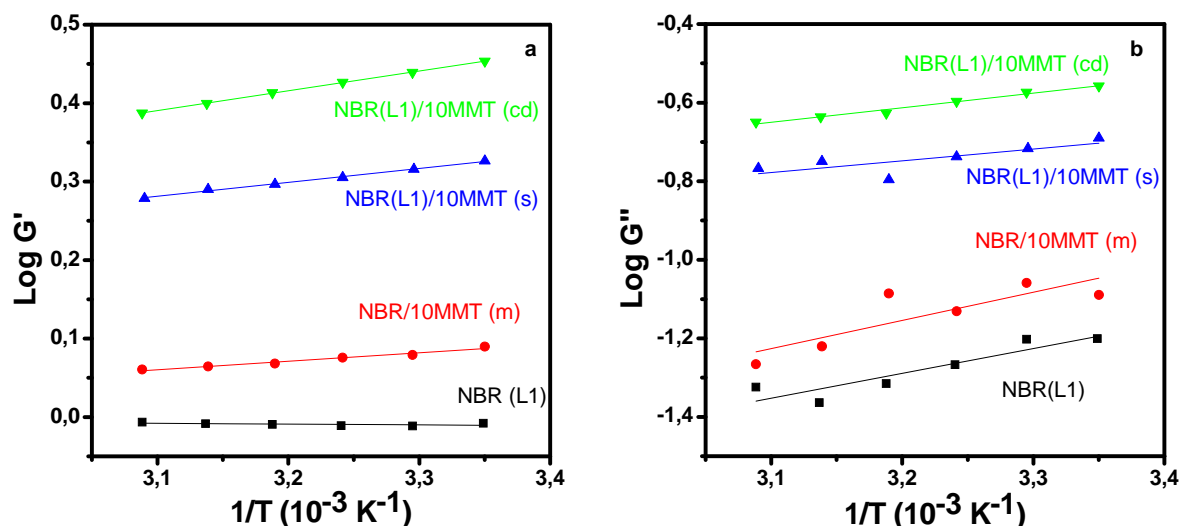 a
0,5
0,4
0,3
0,2
0,1
0,0
Log G'
NBR(L1)/10MMT (cd)
NBR(L1)/10MMT (s)
NBR/10MMT (m)
NBR (L1)
3,1
3,2
3,3
3,4
1/T (10⁻³ K⁻¹)
b
-0,4
-0,6
-0,8
-1,0
-1,2
-1,4
Log G"
NBR(L1)/10MMT (cd)
NBR(L1)/10MMT (s)
NBR/10MMT (m)
NBR(L1)
3,1
3,2
3,3
3,4
1/T (10⁻³ K⁻¹)